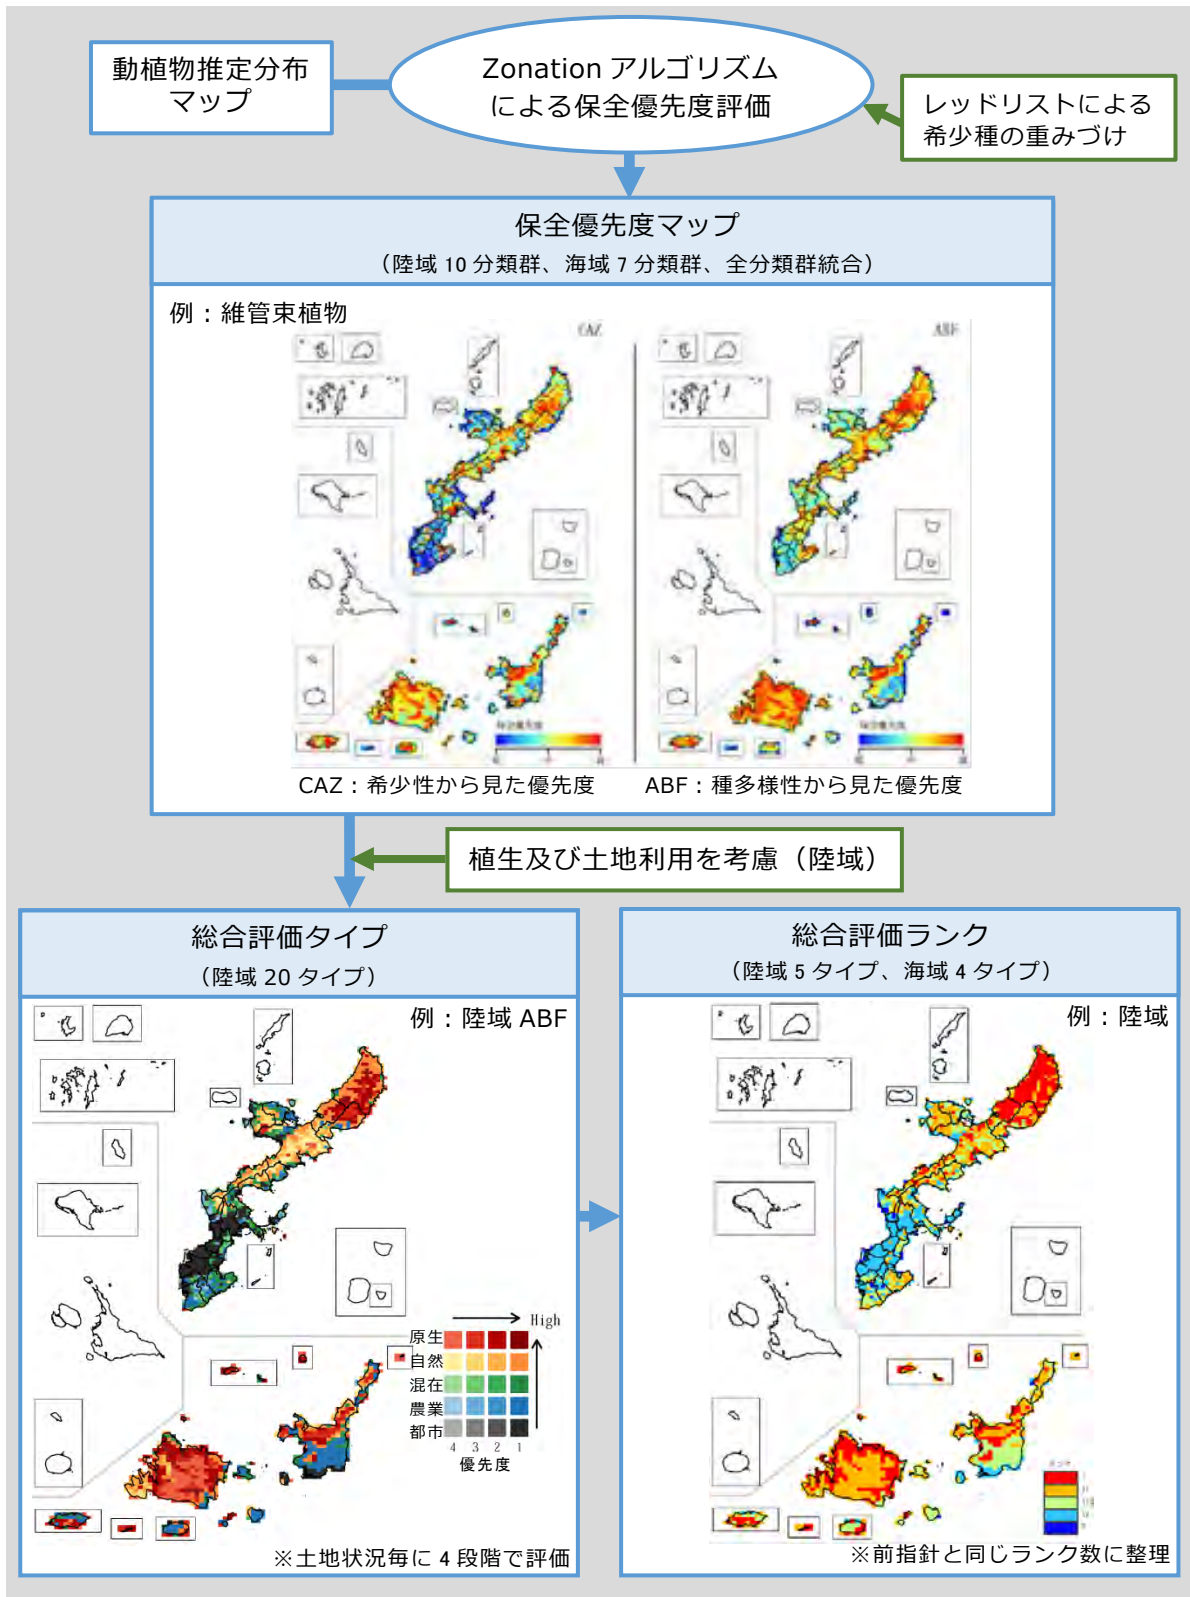 動植物推定分布
マップ
Zonation アルゴリズム
による保全優先度評価
レッドリストによる
希少種の重みづけ
保全優先度マップ
（陸域 10 分類群、海域 7 分類群、全分類群統合）
例：維管束植物
CAZ
ABF
保全優先度
保全優先度
CAZ：希少性から見た優先度
ABF：種多様性から見た優先度
植生及び土地利用を考慮（陸域）
総合評価タイプ
（陸域 20 タイプ）
例：陸域 ABF
High
原生
自然
混在
農業
都市
4 3 2 1
優先度
※土地状況毎に 4 段階で評価
総合評価ランク
（陸域 5 タイプ、海域 4 タイプ）
例：陸域
※前指針と同じランク数に整理